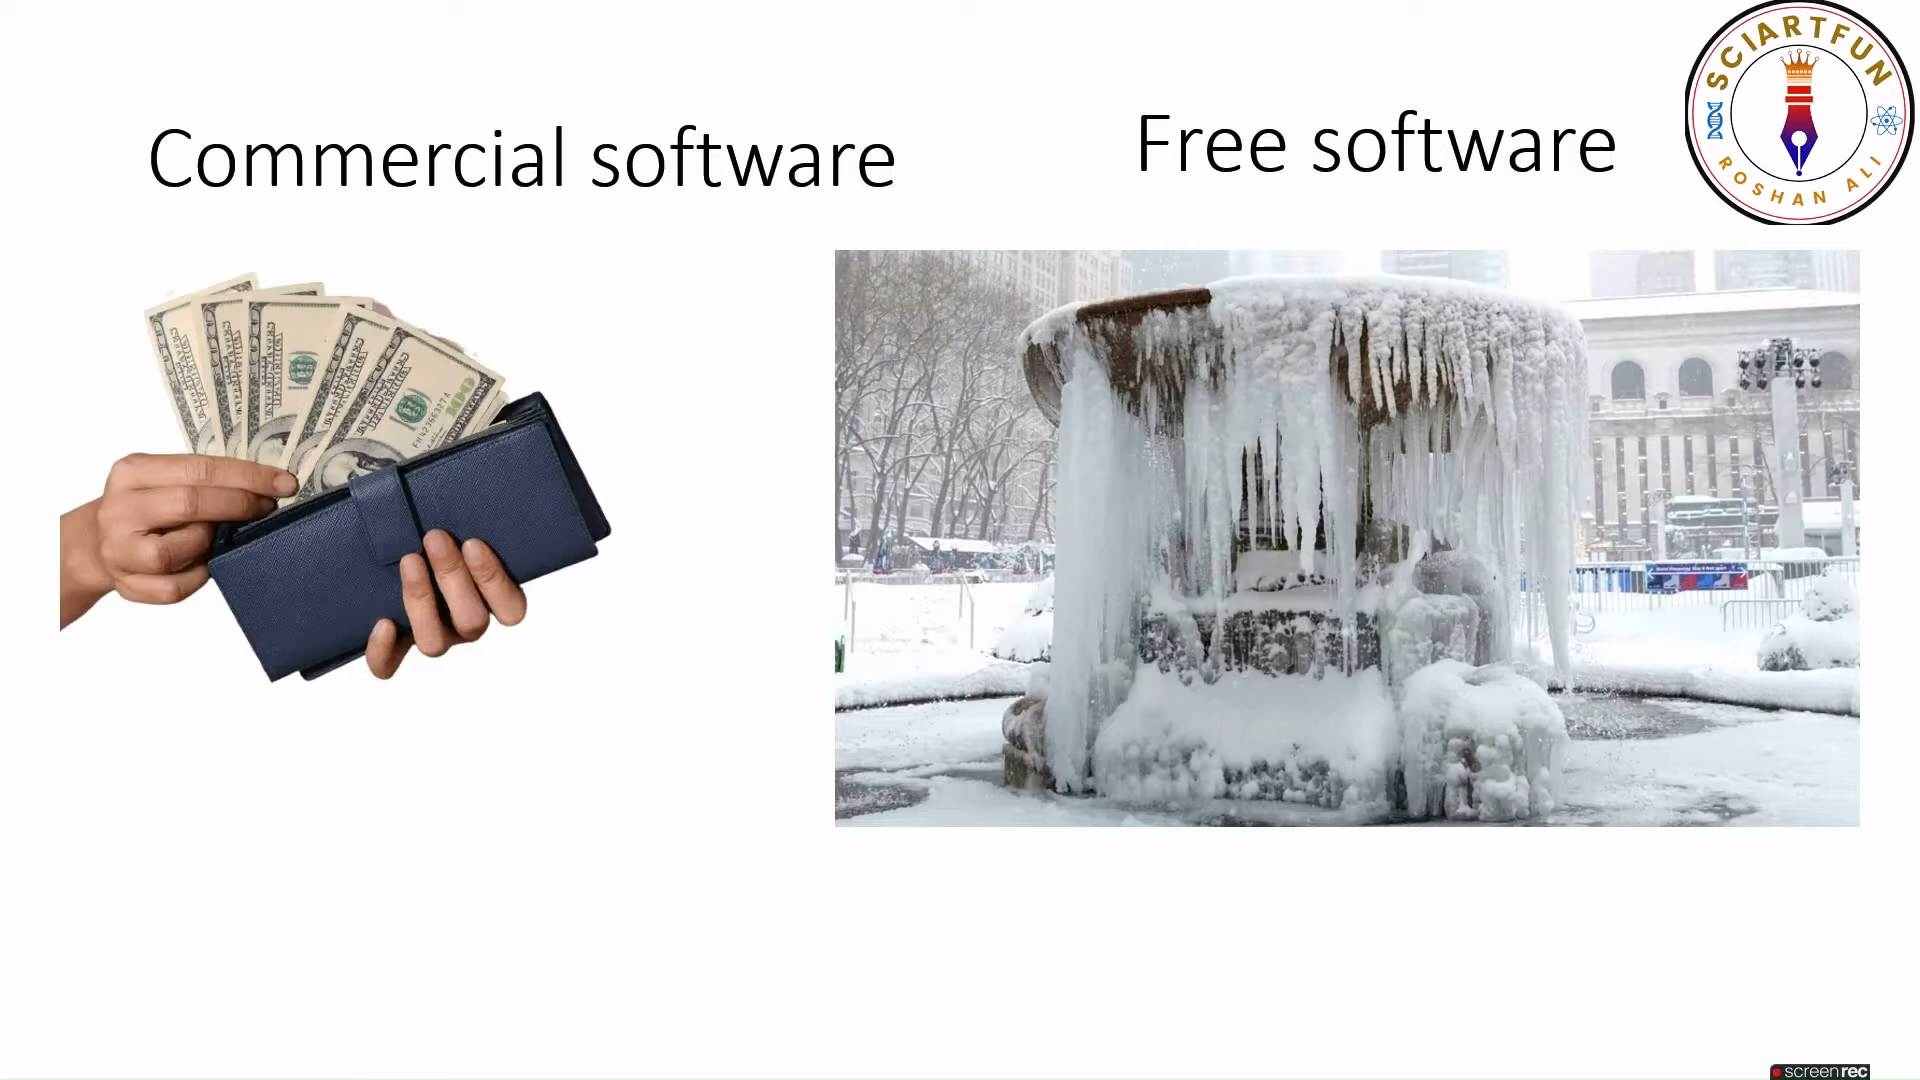 Commercial software
Free software
SCIARTFUN
ROSHAN ALI
screenrec